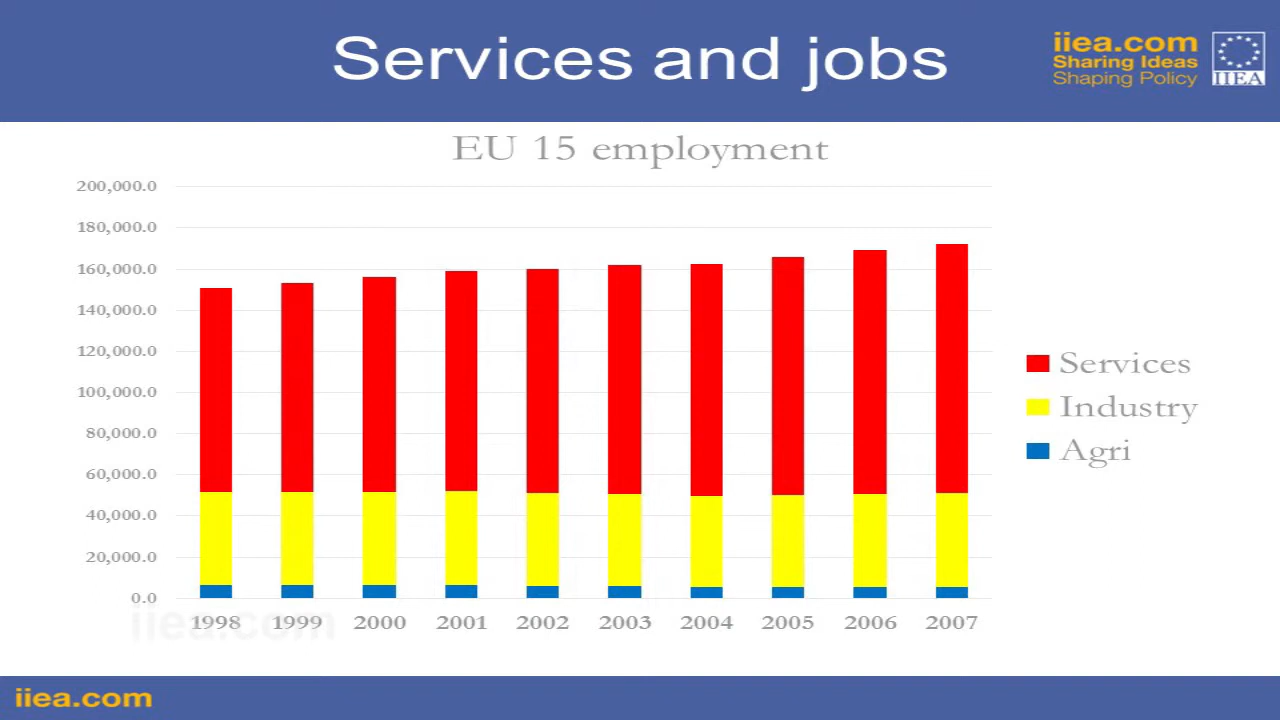 Services and jobs
iiea.com
Sharing Ideas
Shaping Policy
IIEA
EU 15 employment
200,000.0
180,000.0
160,000.0
140,000.0
120,000.0
100,000.0
80,000.0
60,000.0
40,000.0
20,000.0
0.0
1998 1999 2000 2001 2002 2003 2004 2005 2006 2007
Services
Industry
Agri
iiea.com
iiea.com